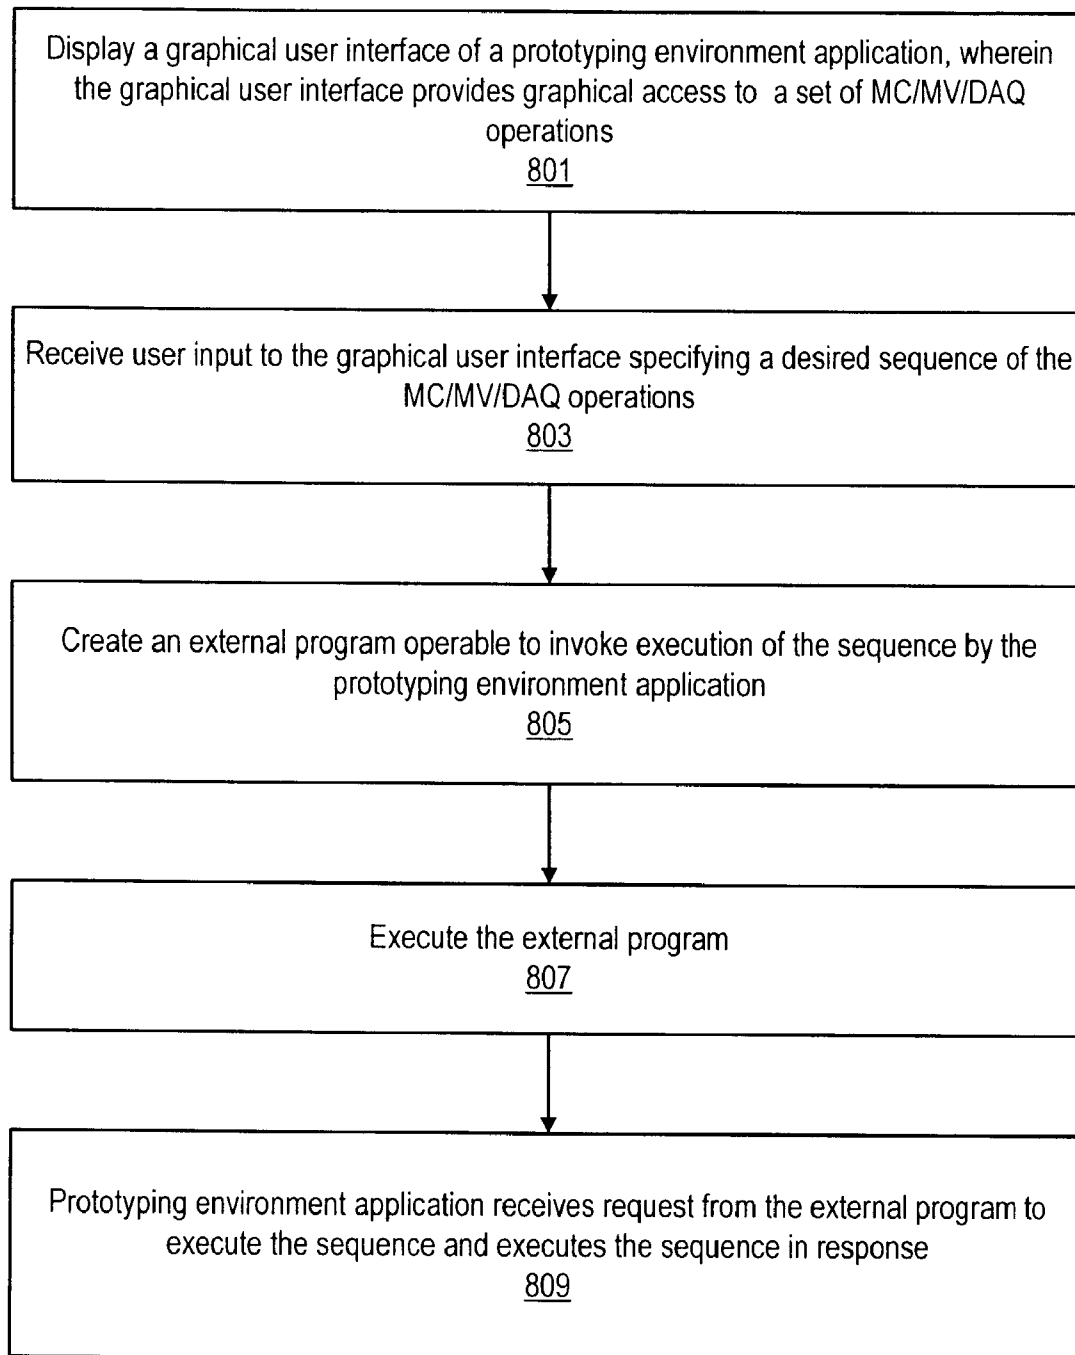 Display a graphical user interface of a prototyping environment application, wherein
the graphical user interface provides graphical access to a set of MC/MV/DAQ
operations
801
Receive user input to the graphical user interface specifying a desired sequence of the
MC/MV/DAQ operations
803
Create an external program operable to invoke execution of the sequence by the
prototyping environment application
805
Execute the external program
807
Prototyping environment application receives request from the external program to
execute the sequence and executes the sequence in response
809